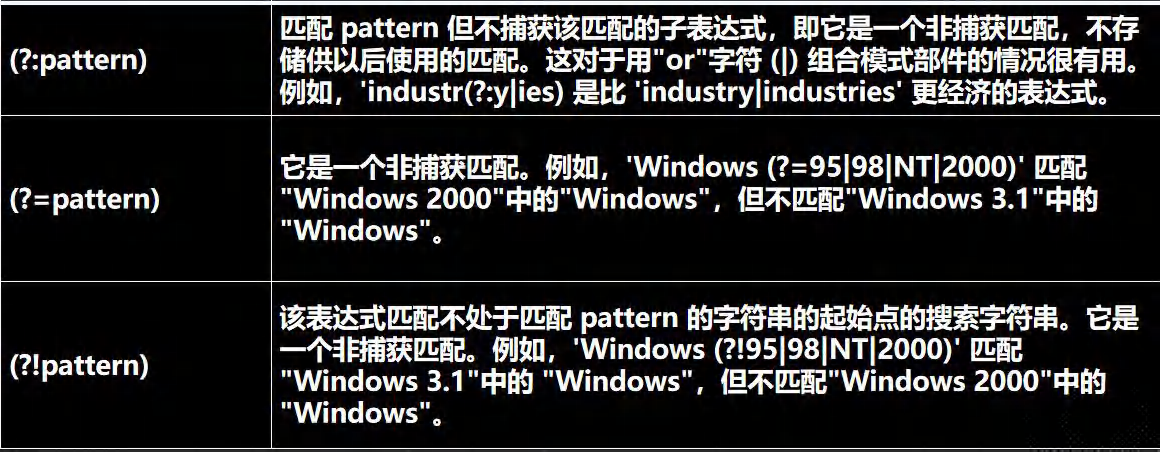 (?:pattern)
匹配 pattern 但不捕获该匹配的子表达式，即它是一个非捕获匹配，不存
储供以后使用的匹配。这对于用"or"字符 (|) 组合模式部件的情况很有用。
例如，'industr(?:y|ies) 是比 'industry|industries' 更经济的表达式。
(?=pattern)
它是一个非捕获匹配。例如，'Windows (?=95|98|NT|2000)' 匹配
"Windows 2000"中的"Windows"，但不匹配"Windows 3.1"中的
"Windows"。
(?!pattern)
该表达式匹配不处于匹配 pattern 的字符串的起始点的搜索字符串。它是
一个非捕获匹配。例如，'Windows (?!95|98|NT|2000)' 匹配
"Windows 3.1"中的 "Windows"，但不匹配"Windows 2000"中的
"Windows"。